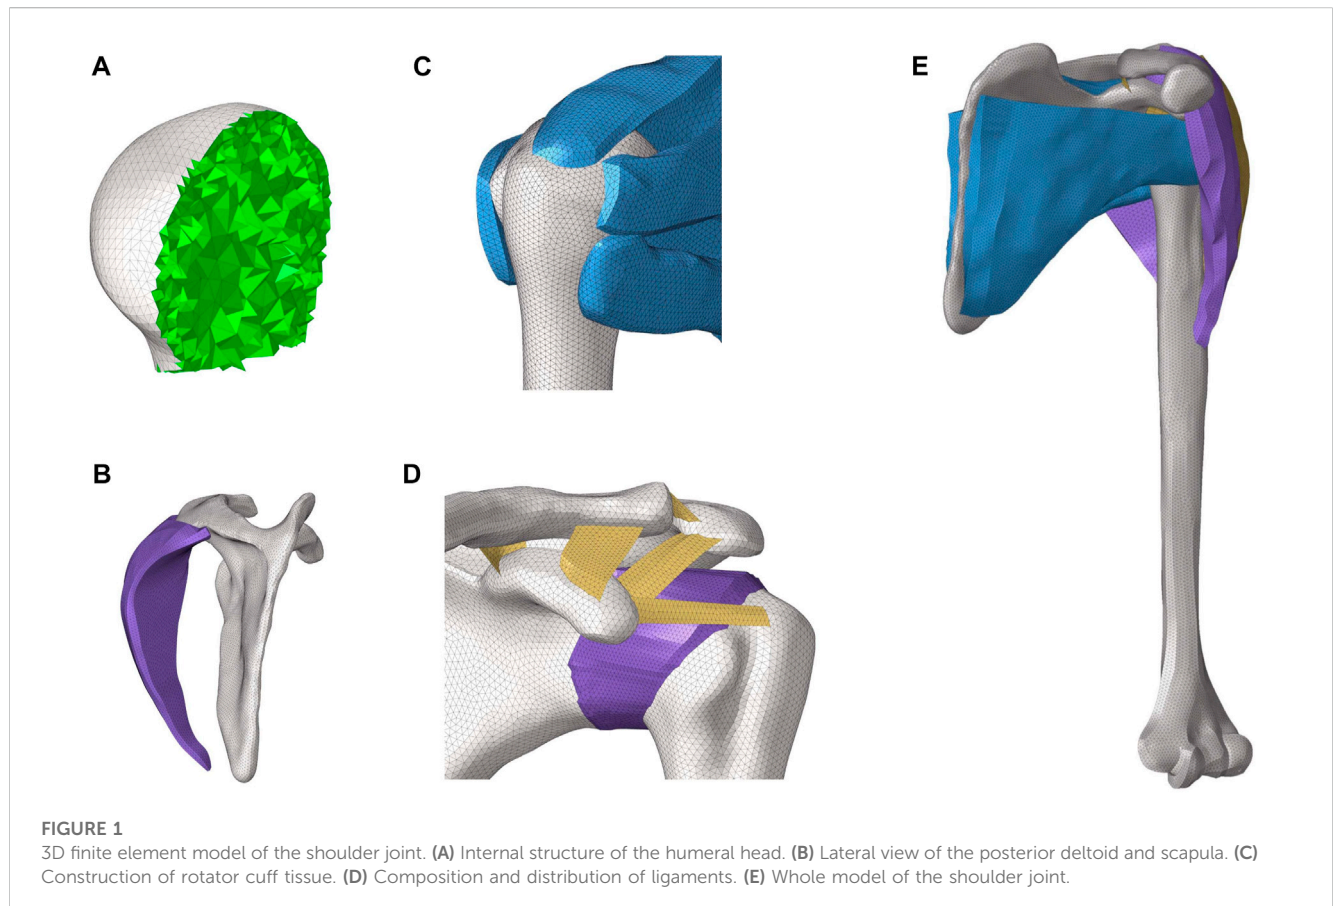 A
C
E
B
D
FIGURE 1
3D finite element model of the shoulder joint. (A) Internal structure of the humeral head. (B) Lateral view of the posterior deltoid and scapula. (C)
Construction of rotator cuff tissue. (D) Composition and distribution of ligaments. (E) Whole model of the shoulder joint.